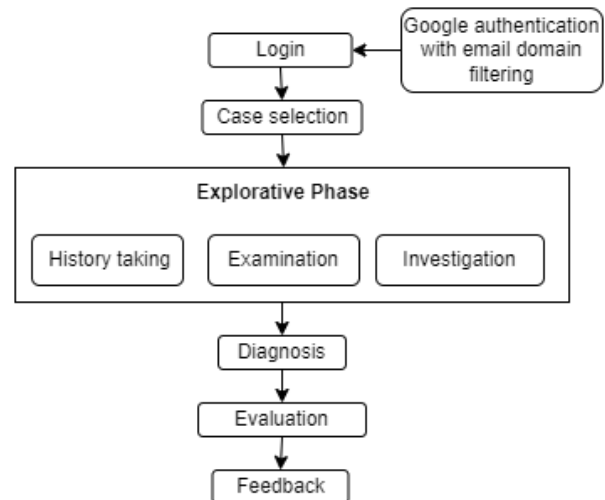 Google authentication
with email domain
filtering
Login
Case selection
Explorative Phase
History taking
Examination
Investigation
Diagnosis
Evaluation
Feedback